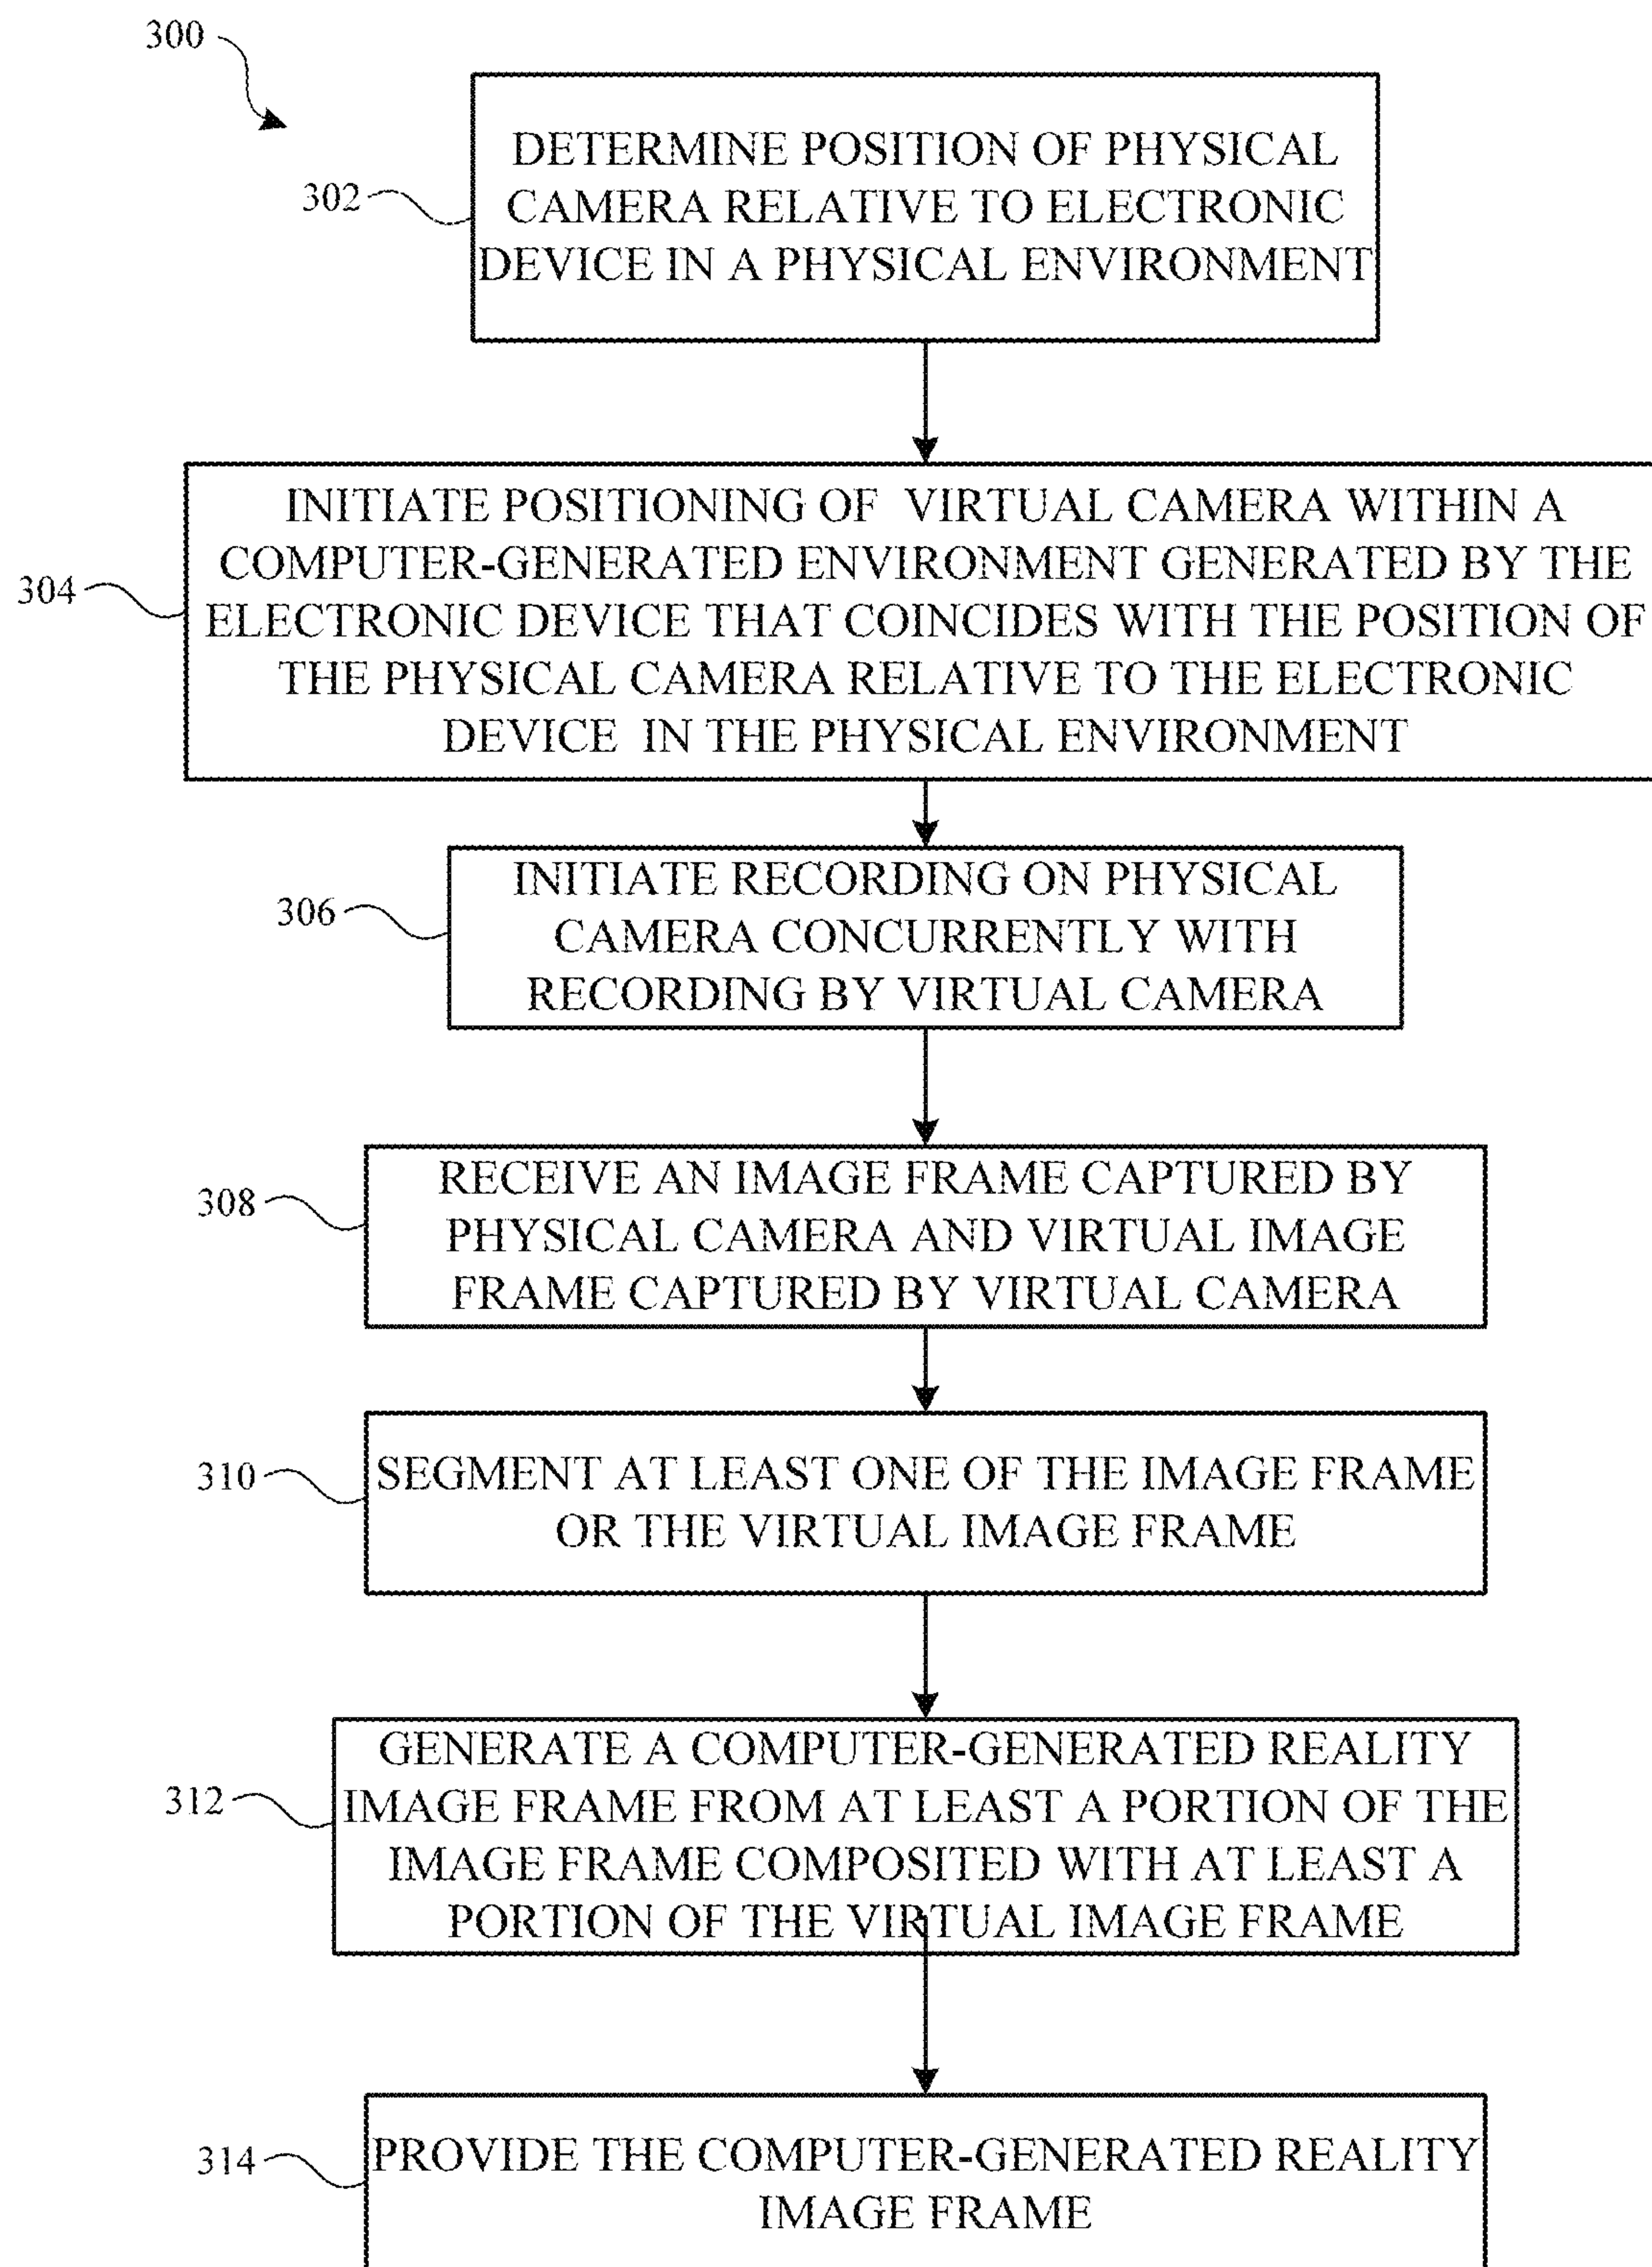 300
302
DETERMINE POSITION OF PHYSICAL
CAMERA RELATIVE TO ELECTRONIC
DEVICE IN A PHYSICAL ENVIRONMENT
304
INITIATE POSITIONING OF VIRTUAL CAMERA WITHIN A
COMPUTER-GENERATED ENVIRONMENT GENERATED BY THE
ELECTRONIC DEVICE THAT COINCIDES WITH THE POSITION OF
THE PHYSICAL CAMERA RELATIVE TO THE ELECTRONIC
DEVICE IN THE PHYSICAL ENVIRONMENT
306
INITIATE RECORDING ON PHYSICAL
CAMERA CONCURRENTLY WITH
RECORDING BY VIRTUAL CAMERA
308
RECEIVE AN IMAGE FRAME CAPTURED BY
PHYSICAL CAMERA AND VIRTUAL IMAGE
FRAME CAPTURED BY VIRTUAL CAMERA
310
SEGMENT AT LEAST ONE OF THE IMAGE FRAME
OR THE VIRTUAL IMAGE FRAME
312
GENERATE A COMPUTER-GENERATED REALITY
IMAGE FRAME FROM AT LEAST A PORTION OF THE
IMAGE FRAME COMPOSITED WITH AT LEAST A
PORTION OF THE VIRTUAL IMAGE FRAME
314
PROVIDE THE COMPUTER-GENERATED REALITY
IMAGE FRAME